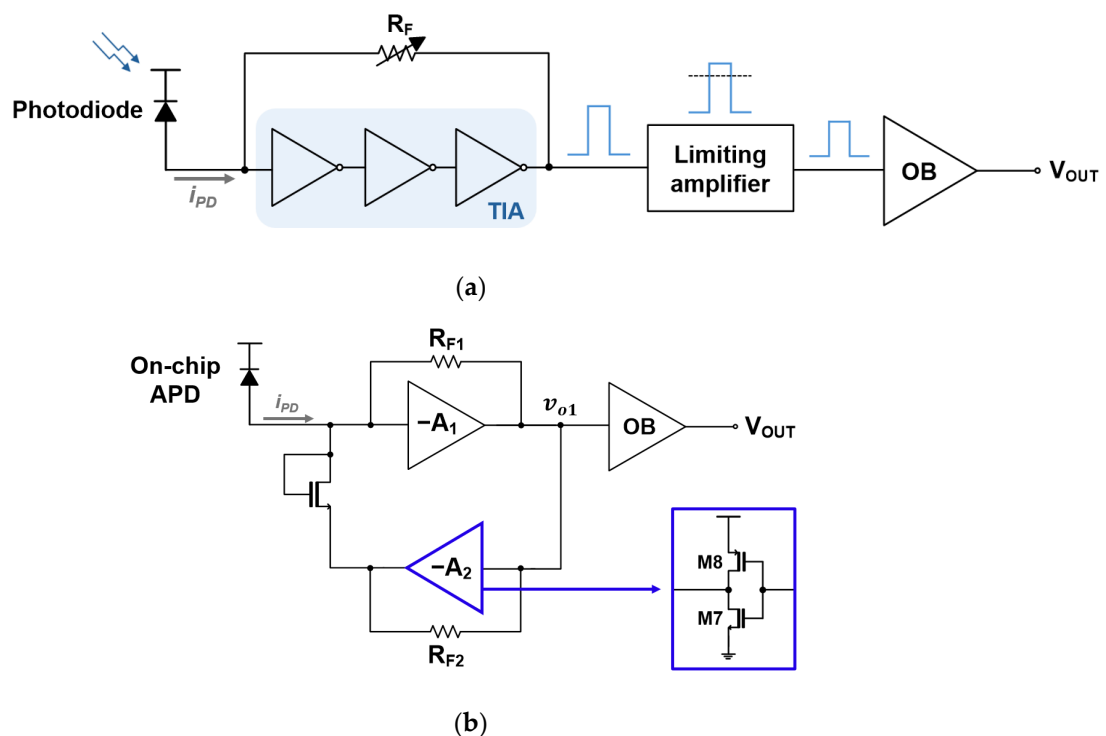 R_F
Photodiode
i_PD
TIA
Limiting
amplifier
OB
V_OUT
(a)
On-chip
APD
i_PD
R_F1
−A_1
v_o1
OB
V_OUT
−A_2
R_F2
M8
M7
(b)